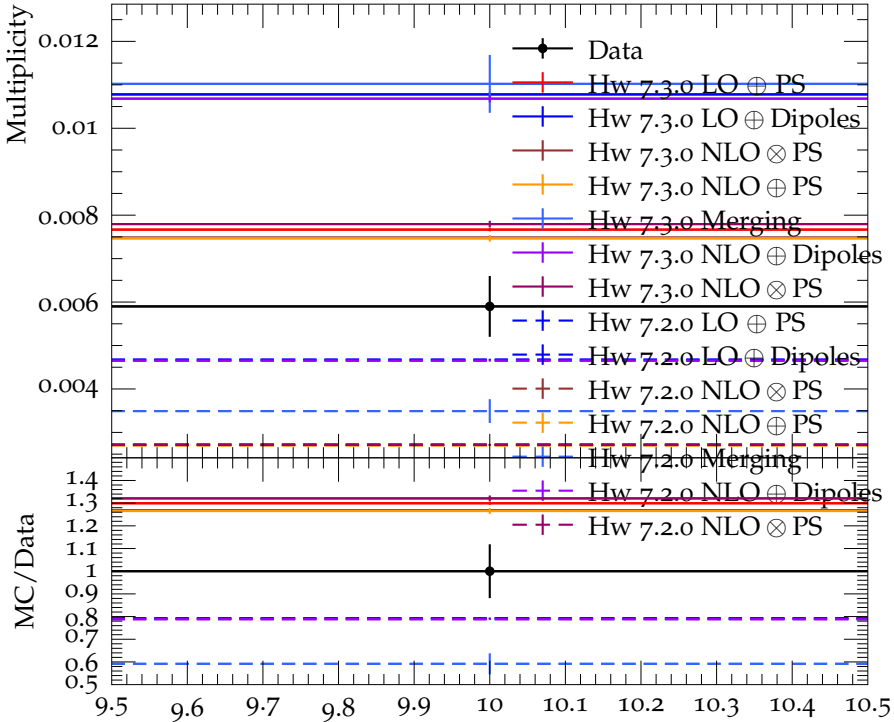 Multiplicity
0.012
0.01
0.008
0.006
0.004
Data
Hw 7.3.0 LO ⊕ PS
Hw 7.3.0 LO ⊕ Dipoles
Hw 7.3.0 NLO ⊗ PS
Hw 7.3.0 NLO ⊕ PS
Hw 7.3.0 Merging
Hw 7.3.0 NLO ⊕ Dipoles
Hw 7.3.0 NLO ⊗ PS
Hw 7.2.0 LO ⊕ PS
Hw 7.2.0 LO ⊕ Dipoles
Hw 7.2.0 NLO ⊗ PS
Hw 7.2.0 NLO ⊕ PS
Hw 7.2.0 Merging
Hw 7.2.0 NLO ⊕ Dipoles
Hw 7.2.0 NLO ⊗ PS
MC/Data
1.4
1.3
1.2
1.1
1
0.9
0.8
0.7
0.6
0.5
9.5 9.6 9.7 9.8 9.9 10 10.1 10.2 10.3 10.4 10.5